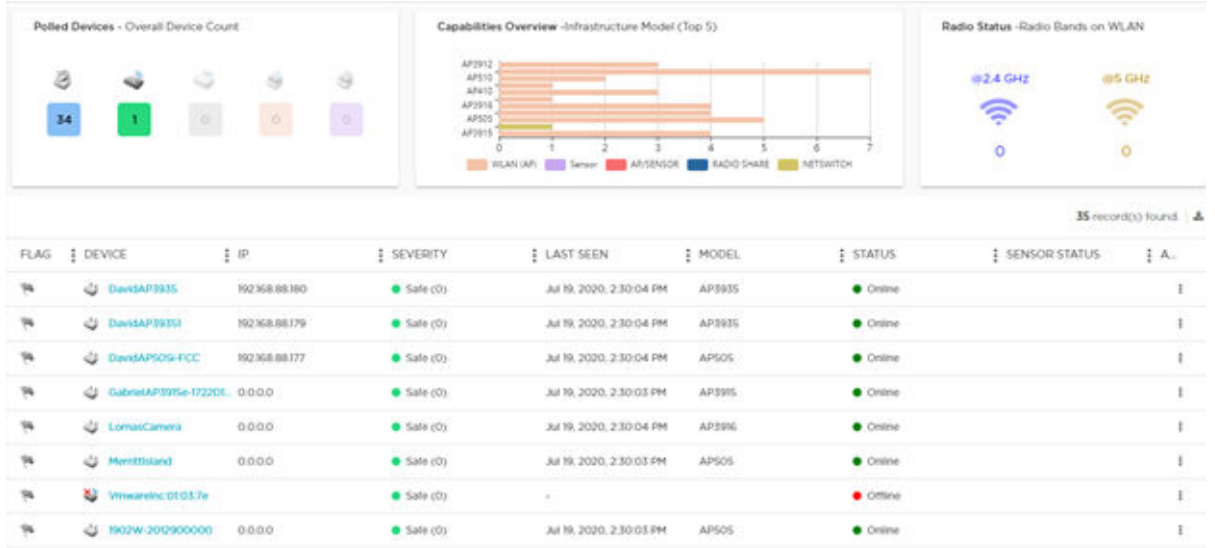 Polled Devices - Overall Device Count
34 1 0 0 0
Capabilities Overview -Infrastructure Model (Top 5)
AP3912
AP510
AP410
AP3916
AP505
AP3915
0 1 2 3 4 5 6 7
WLAN (AP) Sensor AP/SENSOR RADIO SHARE NETSWITCH
Radio Status -Radio Bands on WLAN
@2.4 GHz @5 GHz
0 0
35 record(s) found
FLAG DEVICE IP SEVERITY LAST SEEN MODEL STATUS SENSOR STATUS A...
DavidAP3935 192.168.88.180 Safe (0) Jul 19, 2020, 2:30:04 PM AP3935 Online
DavidAP3935I 192.168.88.179 Safe (0) Jul 19, 2020, 2:30:04 PM AP3935 Online
DavidAP505i-FCC 192.168.88.177 Safe (0) Jul 19, 2020, 2:30:04 PM AP505 Online
GabrielAP3915e-172201... 0.0.0.0 Safe (0) Jul 19, 2020, 2:30:03 PM AP3915 Online
LomasCamera 0.0.0.0 Safe (0) Jul 19, 2020, 2:30:04 PM AP3916 Online
MerrittIsland 0.0.0.0 Safe (0) Jul 19, 2020, 2:30:03 PM AP505 Online
VmwareInc:01:03:7e Safe (0) - Offline
1902W-2012900000 0.0.0.0 Safe (0) Jul 19, 2020, 2:30:03 PM AP505 Online